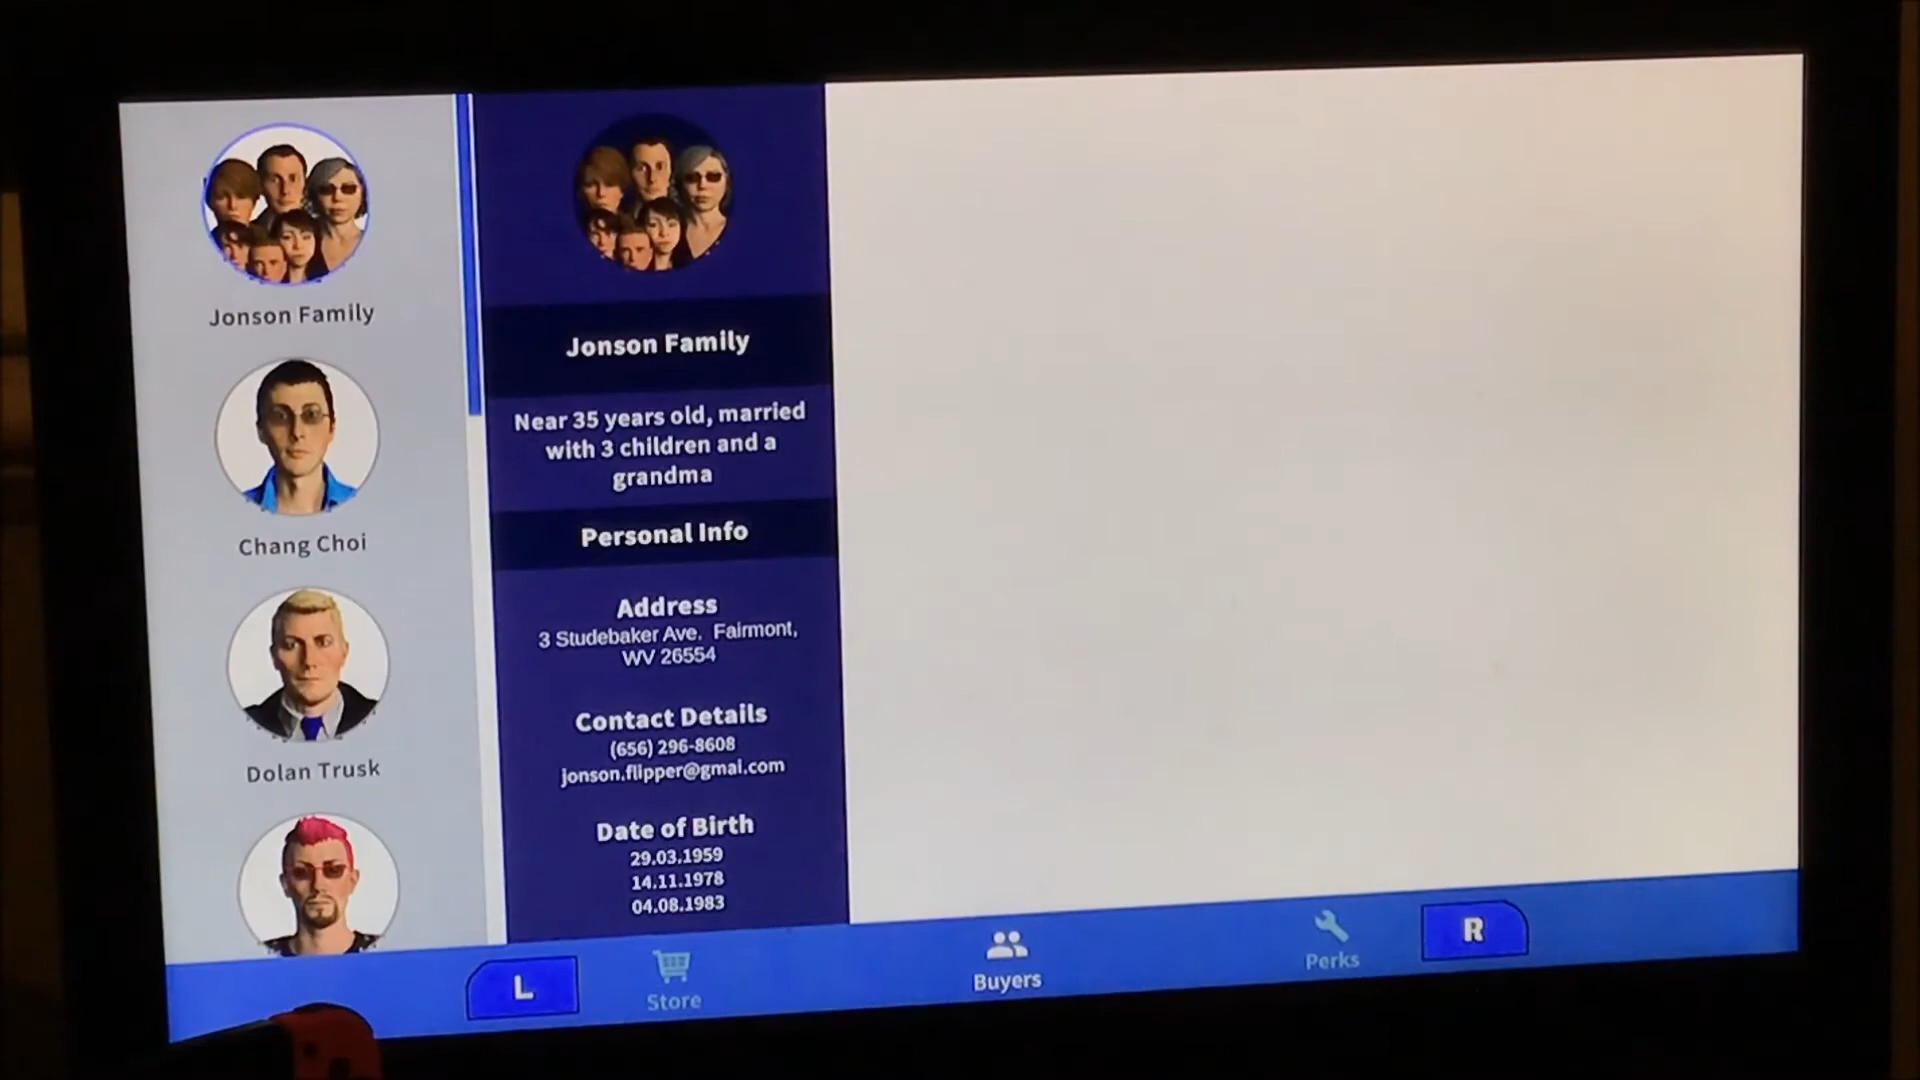 Jonson Family
Chang Choi
Dolan Trusk
Jonson Family
Near 35 years old, married
with 3 children and a
grandma
Personal Info
Address
3 Studebaker Ave. Fairmont,
WV 26554
Contact Details
(656) 296-8608
jonson.flipper@gmai.com
Date of Birth
29.03.1959
14.11.1978
04.08.1983
L
Store
Buyers
Perks
R